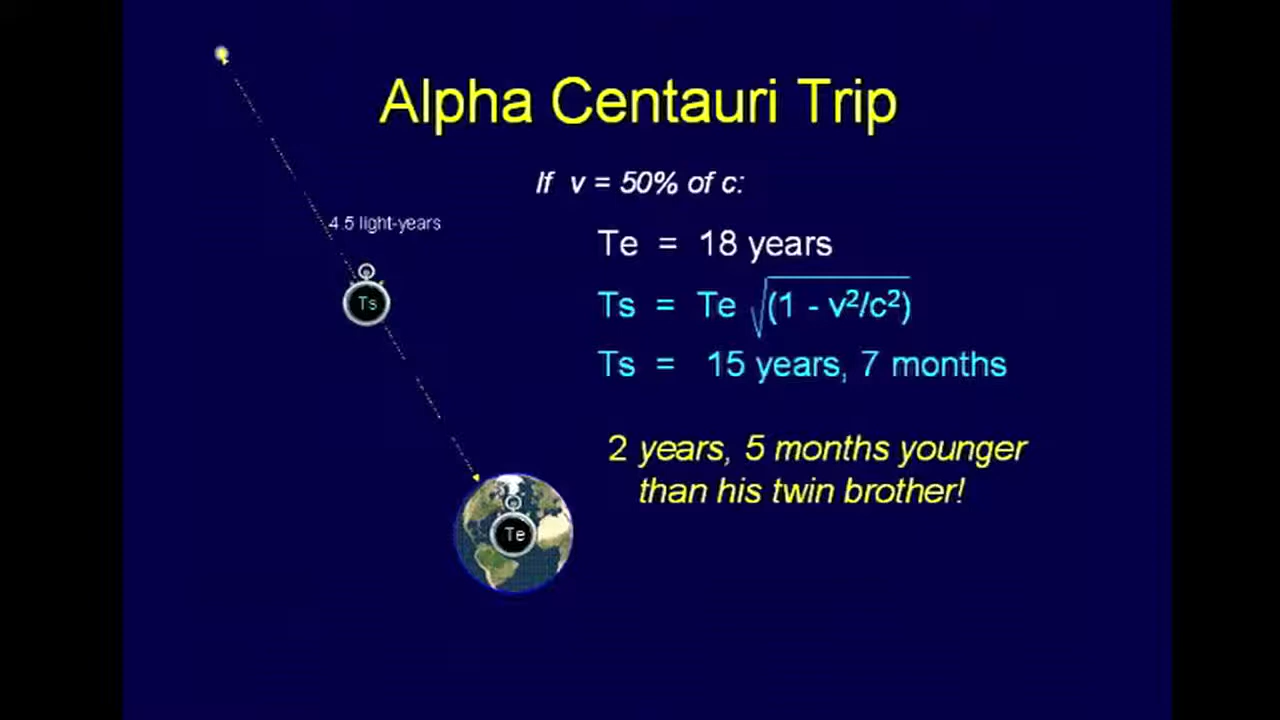 Alpha Centauri Trip
If v = 50% of c:
4.5 light-years
Te = 18 years
Ts
Ts = Te √(1 - v²/c²)
Ts = 15 years, 7 months
2 years, 5 months younger
than his twin brother!
Te